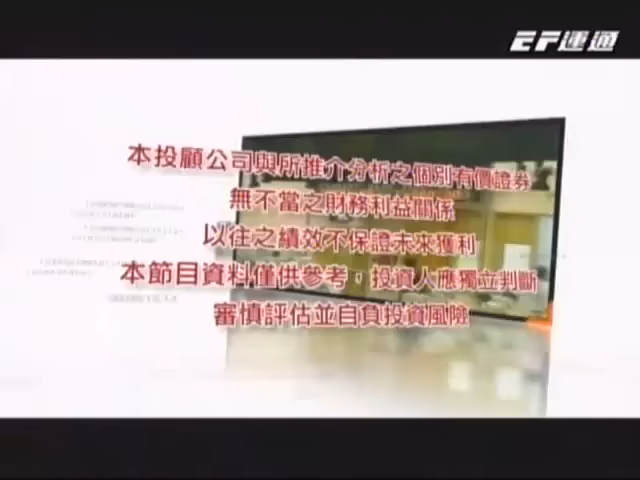 EF運通
本投顧公司與所推介分析之個別有價證券
無不當之財務利益關係
以往之績效不保證未來獲利
本節目資料僅供參考,投資人應獨立判斷
審慎評估並自負投資風險